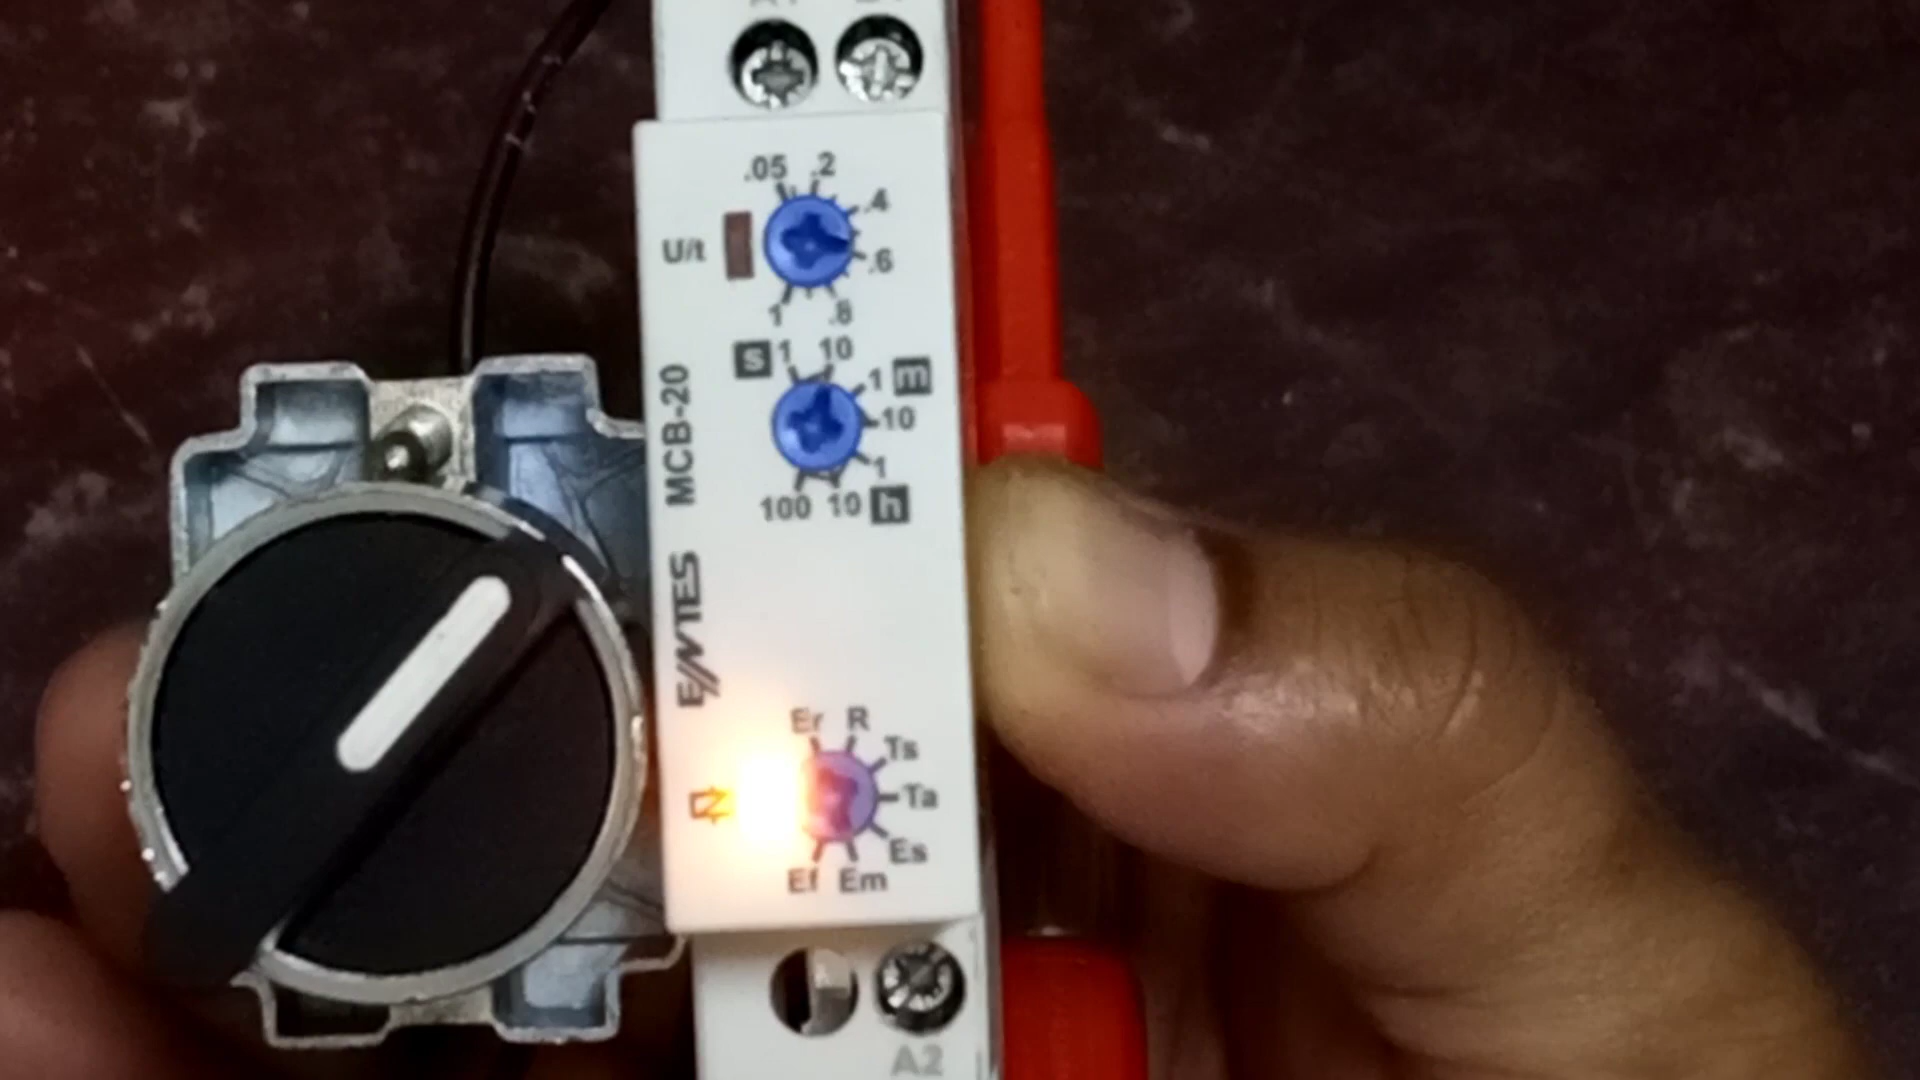 .05 .2
.4
U/t
.6
1 .8
s 1 10
1 m
10
1
100 10 h
MCB-20
ENTES
Er R
Ts
Ta
Es
Ef Em
A2